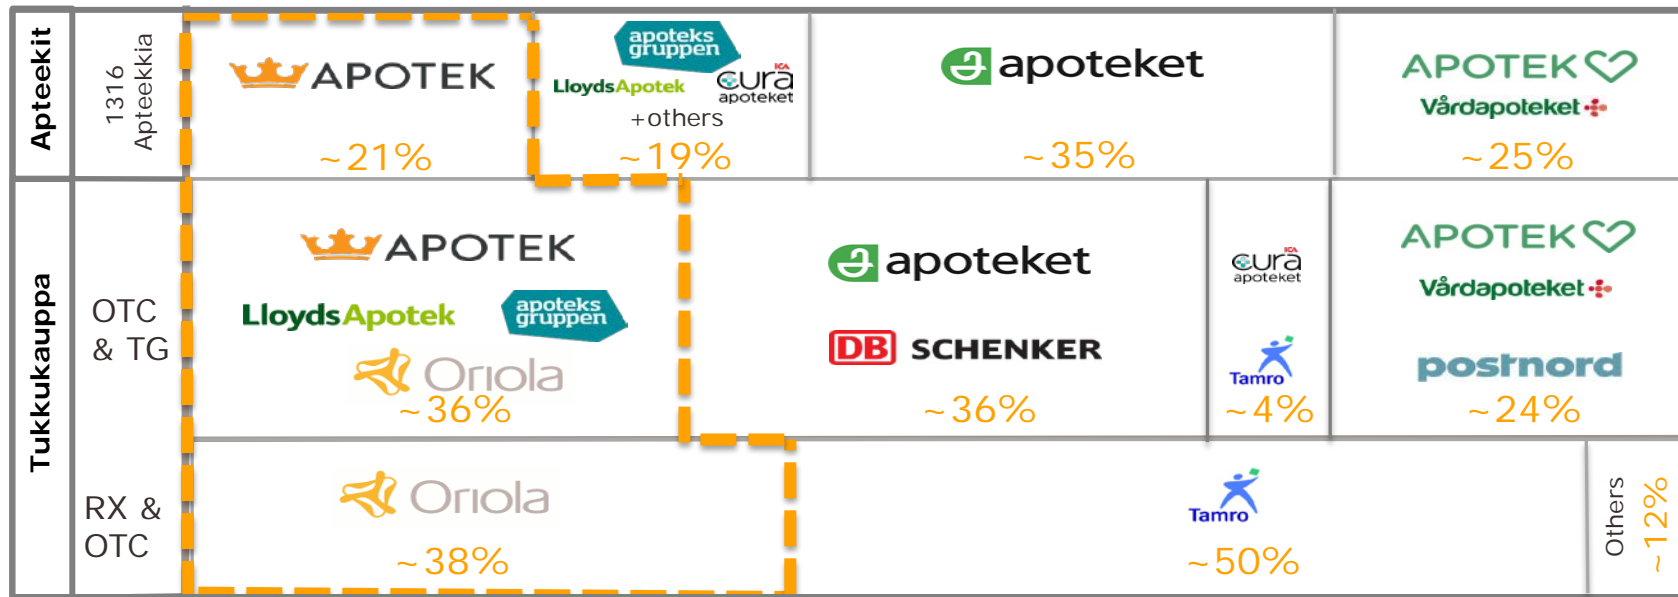 Apteekit
1316
Apteekkia
APOTEK
~21%
apoteks
gruppen
LloydsApotek
ICA
cura
apoteket
+others
~19%
apoteket
~35%
APOTEK
Vårdapoteket
~25%
Tukkukauppa
OTC
& TG
APOTEK
LloydsApotek
apoteks
gruppen
Oriola
~36%
apoteket
DB SCHENKER
~36%
ICA
cura
apoteket
Tamro
~4%
APOTEK
Vårdapoteket
postnord
~24%
RX &
OTC
Oriola
~38%
Tamro
~50%
Others
~12%